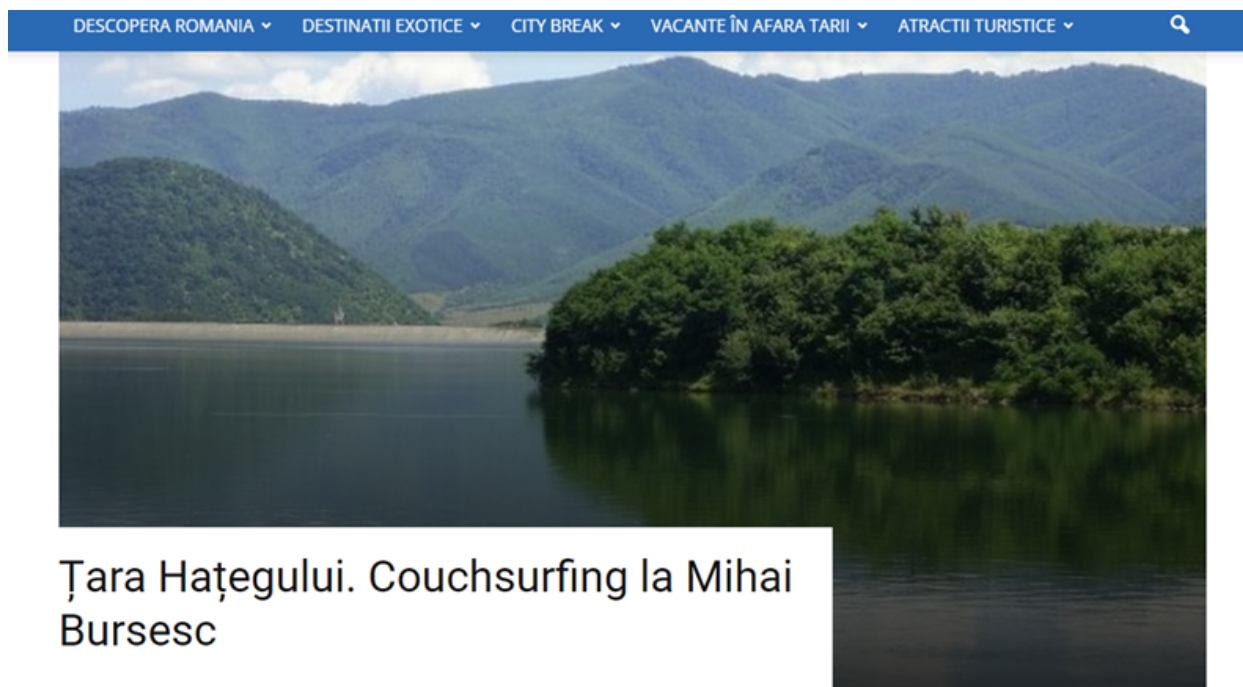 DESCOPERA ROMANIA DESTINATII EXOTICE CITY BREAK VACANTE ÎN AFARA TARII ATRACTII TURISTICE
Țara Hațegului. Couchsurfing la Mihai
Bursesc